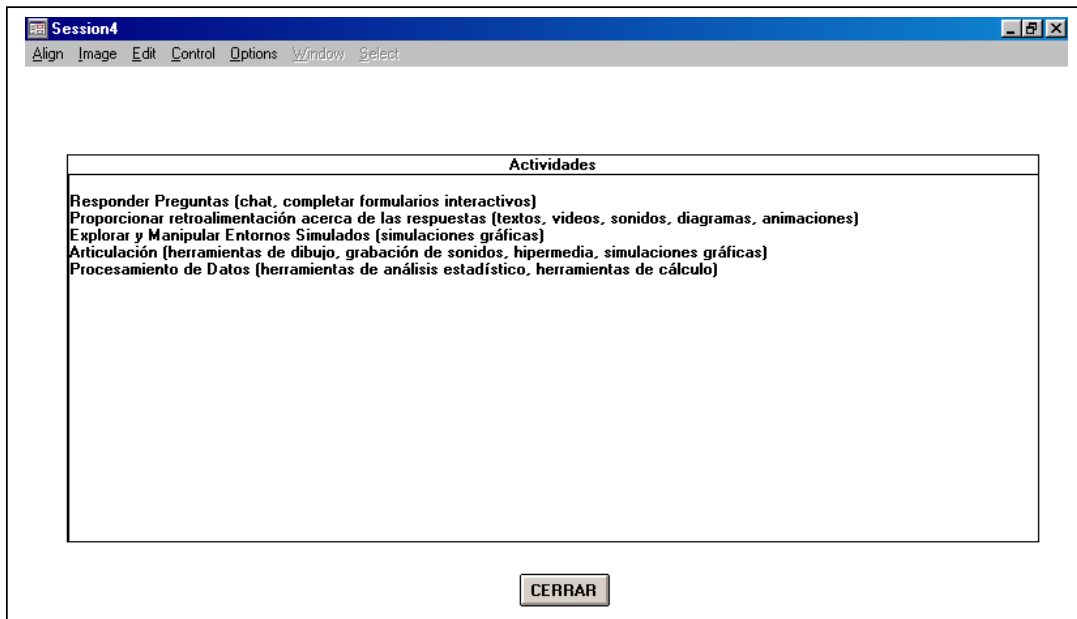 Session4
Align Image Edit Control Options Window Select
Actividades
Responder Preguntas (chat, completar formularios interactivos)
Proporcionar retroalimentación acerca de las respuestas (textos, videos, sonidos, diagramas, animaciones)
Explorar y Manipular Entornos Simulados (simulaciones gráficas)
Articulación (herramientas de dibujo, grabación de sonidos, hipermedia, simulaciones gráficas)
Procesamiento de Datos (herramientas de análisis estadístico, herramientas de cálculo)
CERRAR